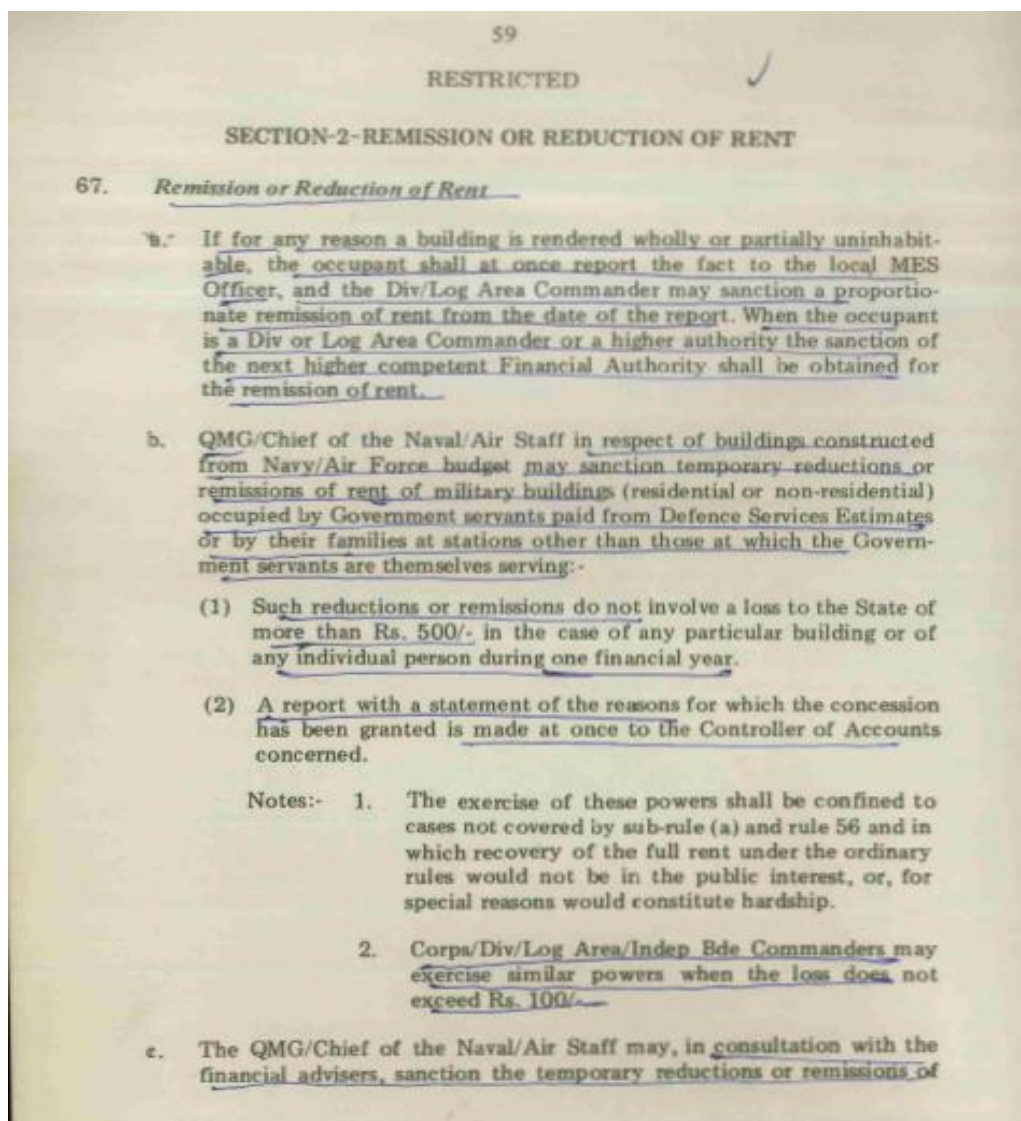 59
RESTRICTED
SECTION-2-REMISSION OR REDUCTION OF RENT
67. Remission or Reduction of Rent
a. If for any reason a building is rendered wholly or partially uninhabit-
able, the occupant shall at once report the fact to the local MES
Officer, and the Div/Log Area Commander may sanction a proportio-
nate remission of rent from the date of the report. When the occupant
is a Div or Log Area Commander or a higher authority the sanction of
the next higher competent Financial Authority shall be obtained for
the remission of rent.
b. QMG/Chief of the Naval/Air Staff in respect of buildings constructed
from Navy/Air Force budget may sanction temporary reductions or
remissions of rent of military buildings (residential or non-residential)
occupied by Government servants paid from Defence Services Estimates
or by their families at stations other than those at which the Govern-
ment servants are themselves serving:-
(1) Such reductions or remissions do not involve a loss to the State of
more than Rs. 500/- in the case of any particular building or of
any individual person during one financial year.
(2) A report with a statement of the reasons for which the concession
has been granted is made at once to the Controller of Accounts
concerned.
Notes:- 1. The exercise of these powers shall be confined to
cases not covered by sub-rule (a) and rule 56 and in
which recovery of the full rent under the ordinary
rules would not be in the public interest, or, for
special reasons would constitute hardship.
2. Corps/Div/Log Area/Indep Bde Commanders may
exercise similar powers when the loss does not
exceed Rs. 100/-
c. The QMG/Chief of the Naval/Air Staff may, in consultation with the
financial advisers, sanction the temporary reductions or remissions of